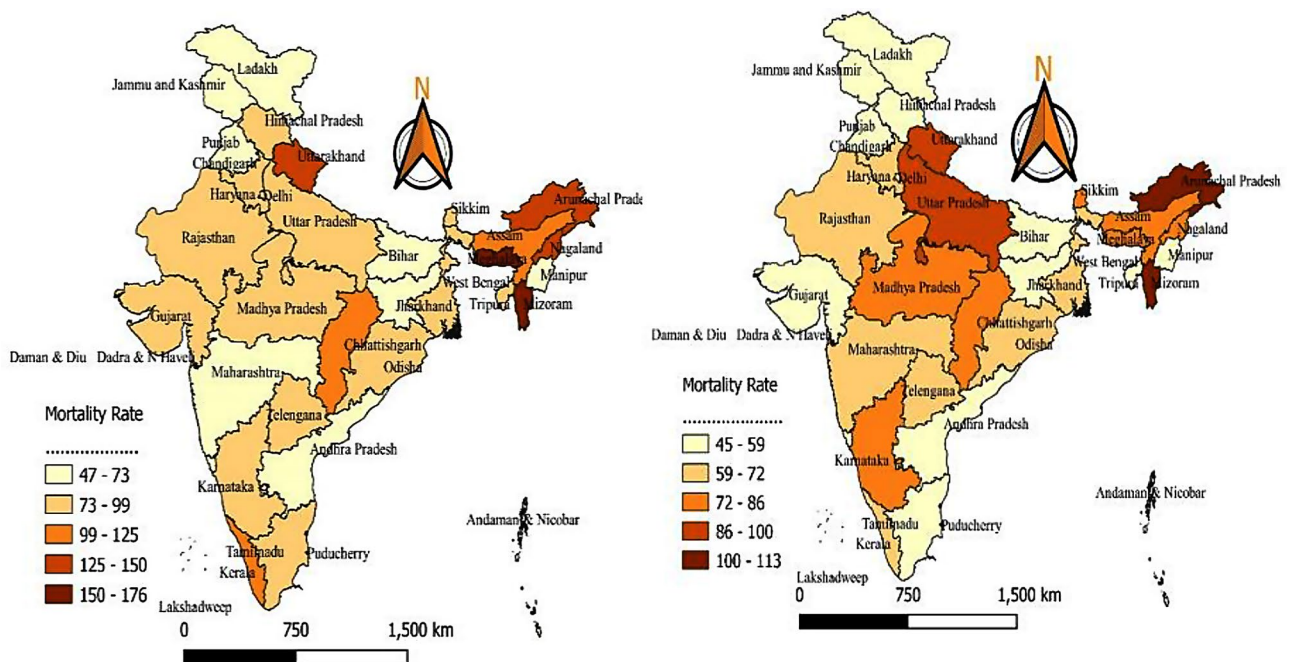 N
Ladakh
Jammu and Kashmir
Himachal Pradesh
Punjab
Chandigarh
Uttarakhand
Haryana
Delhi
Uttar Pradesh
Rajasthan
Sikkim
Arunachal Prade
Assam
Nagaland
Meghalaya
Bihar
Manipur
West Bengal
Jharkhand
Tripura
Mizoram
Madhya Pradesh
Gujarat
Chhattishgarh
Odisha
Daman & Diu
Dadra & N Haveli
Maharashtra
Telengana
Andhra Pradesh
Karnataka
Andaman & Nicobar
Tamilnadu
Puducherry
Kerala
Lakshadweep
Mortality Rate
47 - 73
73 - 99
99 - 125
125 - 150
150 - 176
0 750 1,500 km
N
Ladakh
Jammu and Kashmir
Himachal Pradesh
Punjab
Chandigarh
Uttarakhand
Haryana
Delhi
Uttar Pradesh
Rajasthan
Sikkim
Arunachal Pradesh
Assam
Nagaland
Meghalaya
Bihar
Manipur
West Bengal
Jharkhand
Tripura
Mizoram
Madhya Pradesh
Gujarat
Chhattishgarh
Odisha
Daman & Diu
Dadra & N Haveli
Maharashtra
Telengana
Andhra Pradesh
Karnataka
Andaman & Nicobar
Tamilnadu
Puducherry
Kerala
Lakshadweep
Mortality Rate
45 - 59
59 - 72
72 - 86
86 - 100
100 - 113
0 750 1,500 km